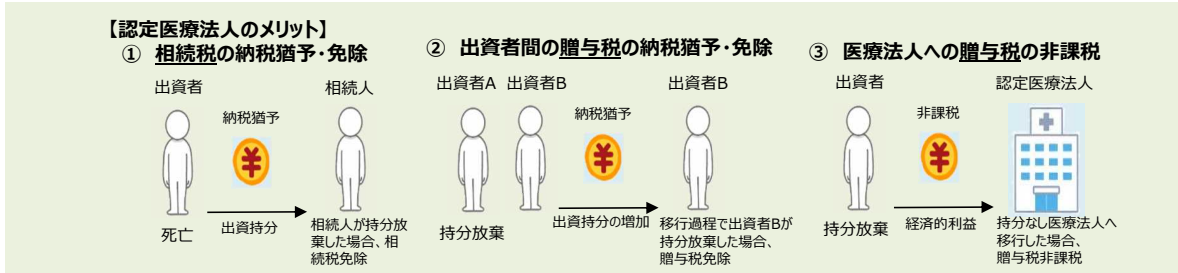 【認定医療法人のメリット】
① 相続税の納税猶予・免除
出資者
相続人
納税猶予
¥
死亡
出資持分
相続人が持分放
棄した場合、相
続税免除
② 出資者間の贈与税の納税猶予・免除
出資者A 出資者B
出資者B
納税猶予
¥
持分放棄
出資持分の増加
移行過程で出資者Bが
持分放棄した場合、
贈与税免除
③ 医療法人への贈与税の非課税
出資者
認定医療法人
非課税
¥
持分放棄
経済的利益
持分なし医療法人へ
移行した場合、
贈与税非課税